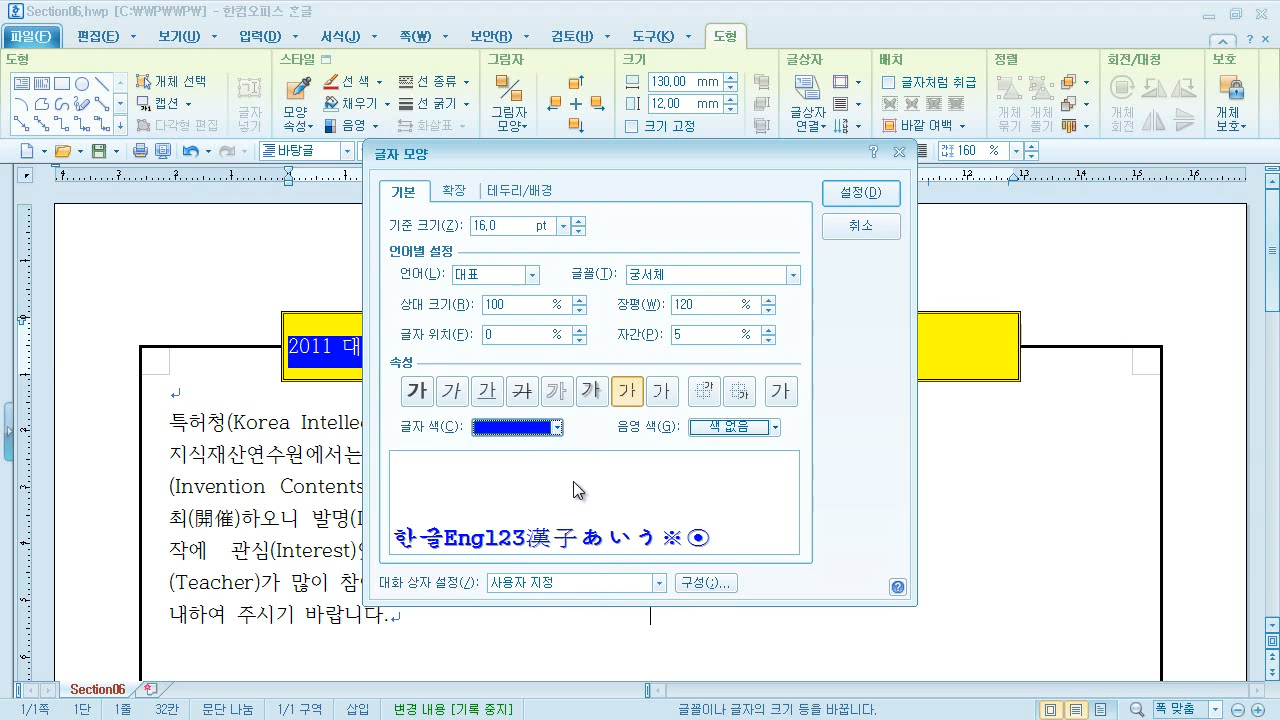 Section06.hwp [C:\WWPWWPW] - 한컴오피스 한글
파일(F) 편집(E) 보기(U) 입력(D) 서식(J) 쪽(W) 보안(R) 검토(H) 도구(K) 도형
도형 스타일 그림자 크기 글상자 배치 정렬 회전/대칭 보호
개체 선택 선 색 선 종류 130.00 mm 글자처럼 취급
캡션 채우기 선 굵기 12.00 mm
다각형 편집 음영 화살표 크기 고정 바깥 여백
글자 넣기 모양 속성 그림자 모양 글상자 연결 개체 묶기 개체 풀기 개체 회전 개체 보호
바탕글 160 %
4 3 2 1 1 12 13 14 15 16
글자 모양
기본 확장 테두리/배경 설정(D)
취소
기준 크기(Z): 16.0 pt
언어별 설정
언어(L): 대표 글꼴(T): 궁서체
상대 크기(R): 100 % 장평(W): 120 %
글자 위치(F): 0 % 자간(P): 5 %
속성
가 가 가 가 가 가 가 가 가 가 가
글자 색(C): 음영 색(G): 색 없음
한글Eng123漢子あいう※⊙
대화 상자 설정(/): 사용자 지정 구성(;)...
2011 대
특허청(Korea Intellec
지식재산연수원에서는
(Invention Contents
최(開催)하오니 발명(I
작에 관심(Interest)
(Teacher)가 많이 참
내하여 주시기 바랍니다.
Section06
1/1쪽 1단 1줄 32칸 문단 나눔 1/1 구역 삽입 변경 내용 [기록 중지] 글꼴이나 글자의 크기 등을 바꿉니다. 폭 맞춤